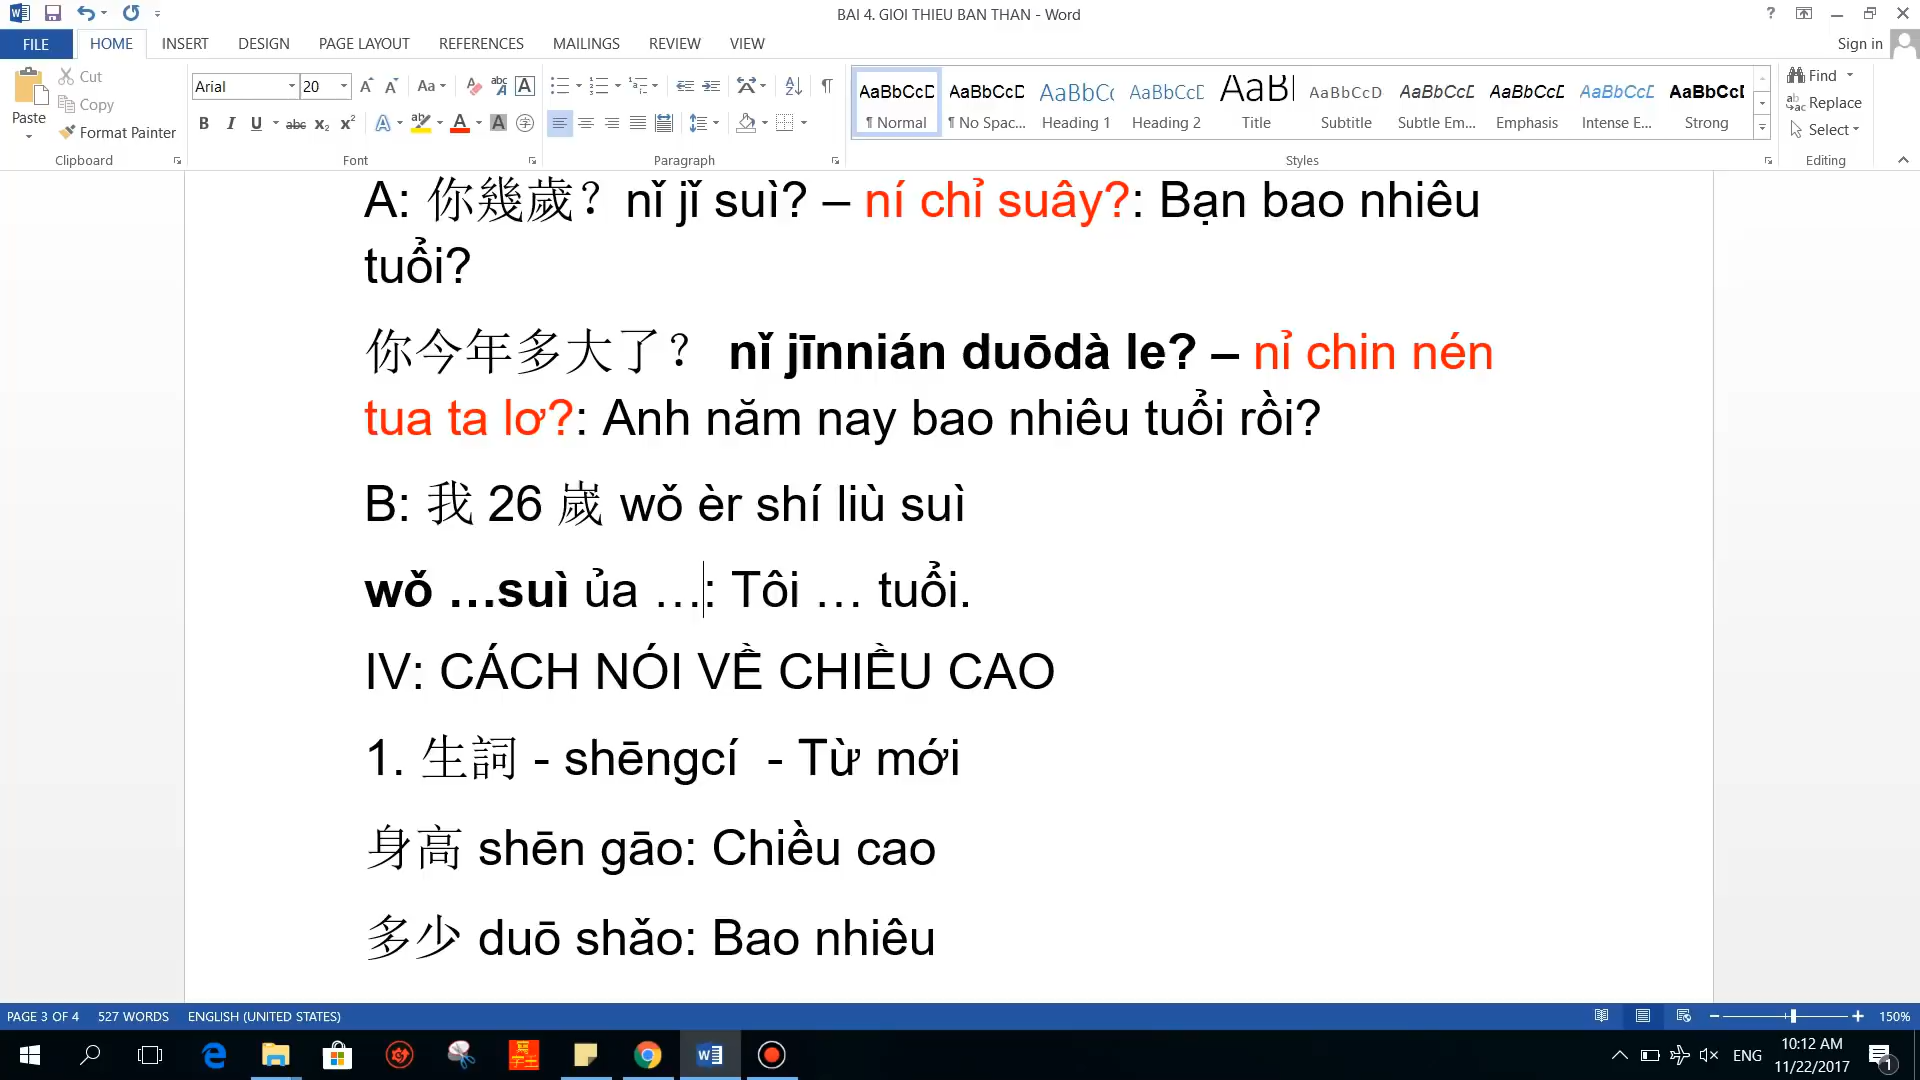 BAI 4. GIOI THIEU BAN THAN - Word
FILE HOME INSERT DESIGN PAGE LAYOUT REFERENCES MAILINGS REVIEW VIEW Sign in
Paste Cut Copy Format Painter
Clipboard
Arial 20
Font
Paragraph
AaBbCcD AaBbCcD AaBbCc AaBbCcD AaBl AaBbCcD AaBbCcD AaBbCcD AaBbCcD AaBbCcD
¶ Normal ¶ No Spac... Heading 1 Heading 2 Title Subtitle Subtle Em... Emphasis Intense E... Strong
Styles
Find
Replace
Select
Editing
A: 你幾歲？nǐ jǐ suì? – ní chỉ suây?: Bạn bao nhiêu
tuổi?
你今年多大了？ nǐ jīnnián duōdà le? – nỉ chin nén
tua ta lơ?: Anh năm nay bao nhiêu tuổi rồi?
B: 我 26 歲 wǒ èr shí liù suì
wǒ …suì ủa …: Tôi … tuổi.
IV: CÁCH NÓI VỀ CHIỀU CAO
1. 生詞 - shēngcí  - Từ mới
身高 shēn gāo: Chiều cao
多少 duō shǎo: Bao nhiêu
PAGE 3 OF 4 527 WORDS ENGLISH (UNITED STATES) 150%
ENG 10:12 AM
11/22/2017 1